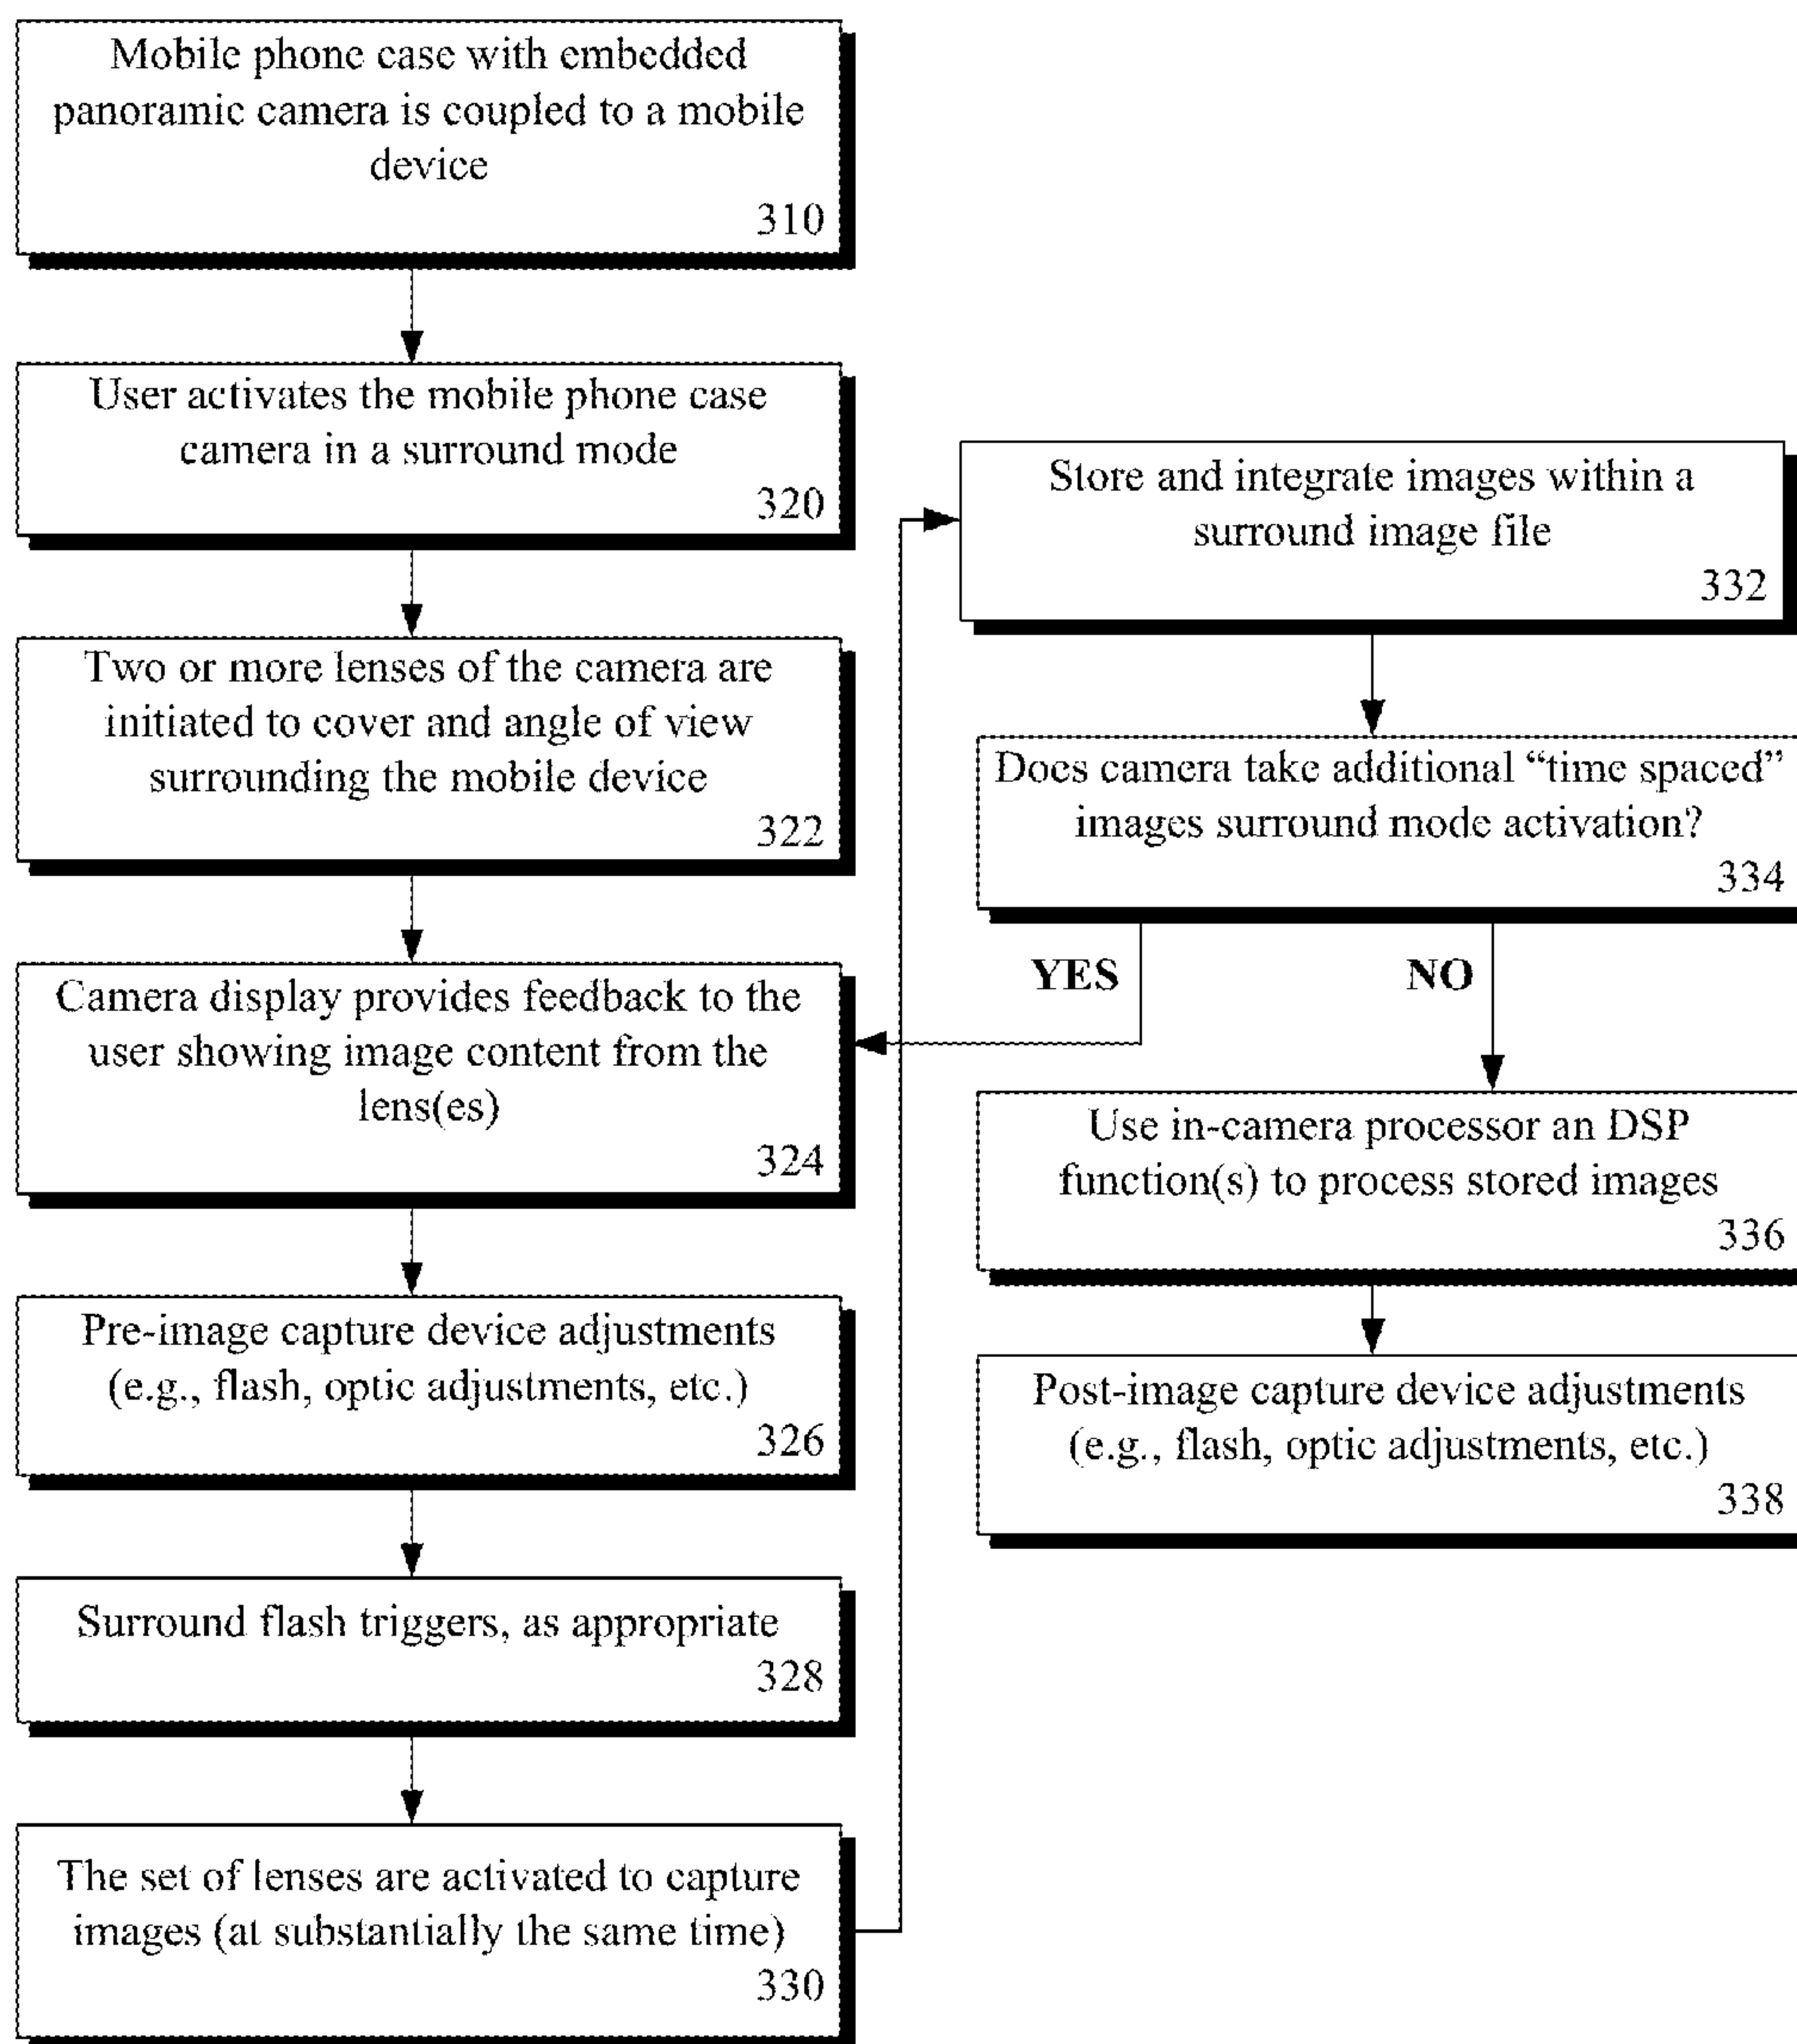 Mobile phone case with embedded
panoramic camera is coupled to a mobile
device
310
User activates the mobile phone case
camera in a surround mode
320
Two or more lenses of the camera are
initiated to cover and angle of view
surrounding the mobile device
322
Camera display provides feedback to the
user showing image content from the
lens(es)
324
Pre-image capture device adjustments
(e.g., flash, optic adjustments, etc.)
326
Surround flash triggers, as appropriate
328
The set of lenses are activated to capture
images (at substantially the same time)
330
Store and integrate images within a
surround image file
332
Does camera take additional “time spaced”
images surround mode activation?
334
YES
NO
Use in-camera processor an DSP
function(s) to process stored images
336
Post-image capture device adjustments
(e.g., flash, optic adjustments, etc.)
338